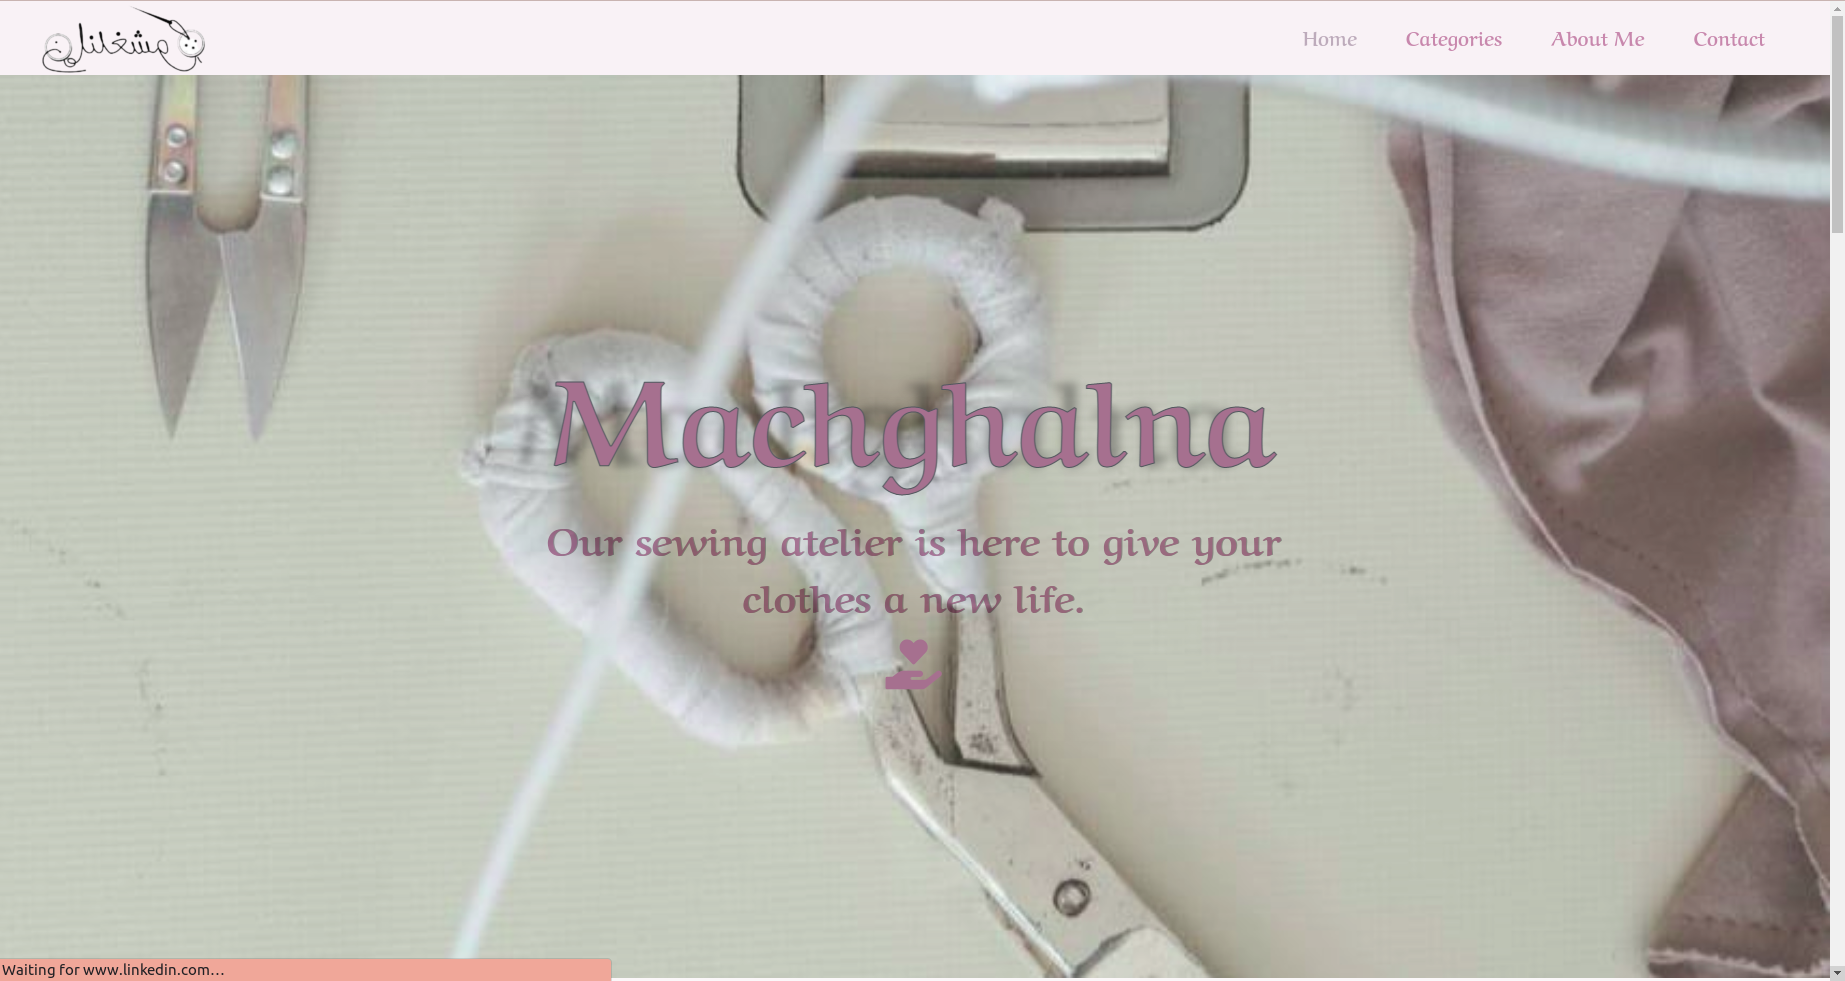 مشغلنا
Home Categories About Me Contact
Machghalna
Our sewing atelier is here to give your
clothes a new life.
Waiting for www.linkedin.com...